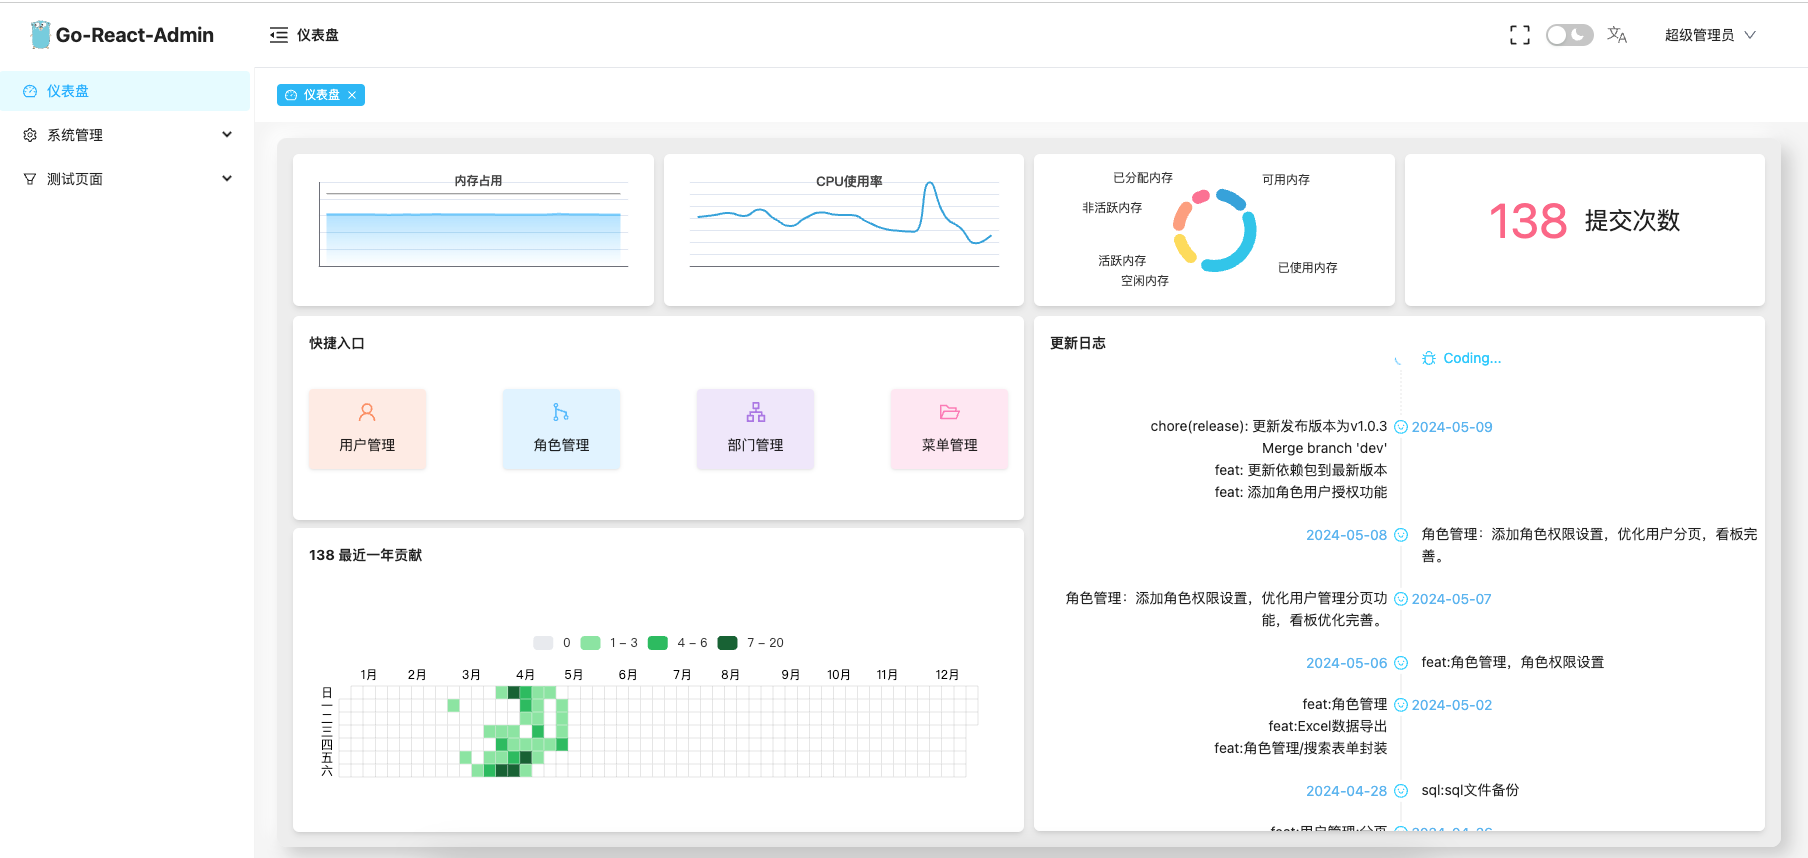 Go-React-Admin
仪表盘
超级管理员
仪表盘
系统管理
测试页面
仪表盘
内存占用
CPU使用率
已分配内存
可用内存
非活跃内存
活跃内存
空闲内存
已使用内存
138 提交次数
快捷入口
用户管理
角色管理
部门管理
菜单管理
138 最近一年贡献
0
1 – 3
4 – 6
7 – 20
1月 2月 3月 4月 5月 6月 7月 8月 9月 10月 11月 12月
日
一
二
三
四
五
六
更新日志
Coding...
2024-05-09
chore(release): 更新发布版本为v1.0.3
Merge branch 'dev'
feat: 更新依赖包到最新版本
feat: 添加角色用户授权功能
2024-05-08
角色管理：添加角色权限设置，优化用户分页，看板完
善。
2024-05-07
角色管理：添加角色权限设置，优化用户管理分页功
能，看板优化完善。
2024-05-06
feat:角色管理，角色权限设置
2024-05-02
feat:角色管理
feat:Excel数据导出
feat:角色管理/搜索表单封装
2024-04-28
sql:sql文件备份
feat:用户管理:分页